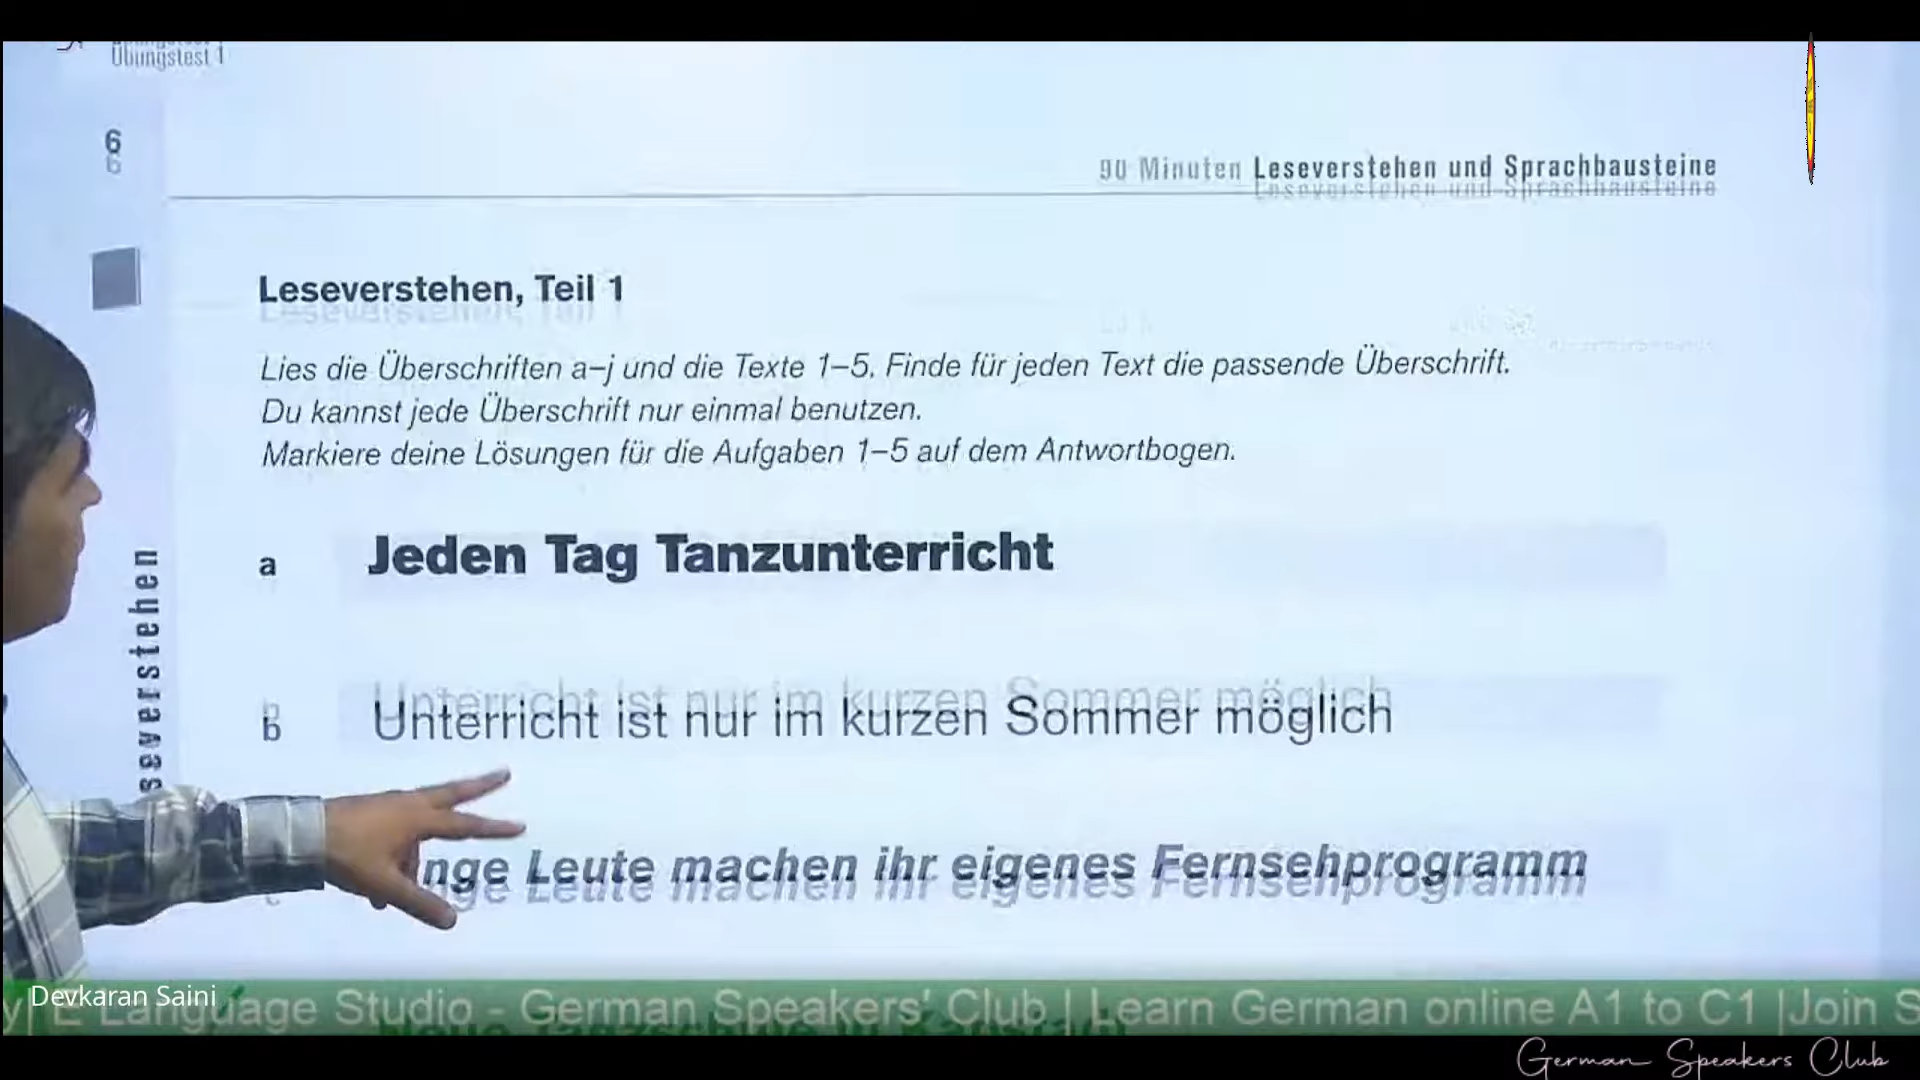 Übungstest 1
6
90 Minuten Leseverstehen und Sprachbausteine
Leseverstehen, Teil 1
Lies die Überschriften a–j und die Texte 1–5. Finde für jeden Text die passende Überschrift.
Du kannst jede Überschrift nur einmal benutzen.
Markiere deine Lösungen für die Aufgaben 1–5 auf dem Antwortbogen.
a Jeden Tag Tanzunterricht
b Unterricht ist nur im kurzen Sommer möglich
nge Leute machen ihr eigenes Fernsehprogramm
severstehen
Devkaran Saini
Language Studio - German Speakers' Club | Learn German online A1 to C1 |Join S
German Speakers Club